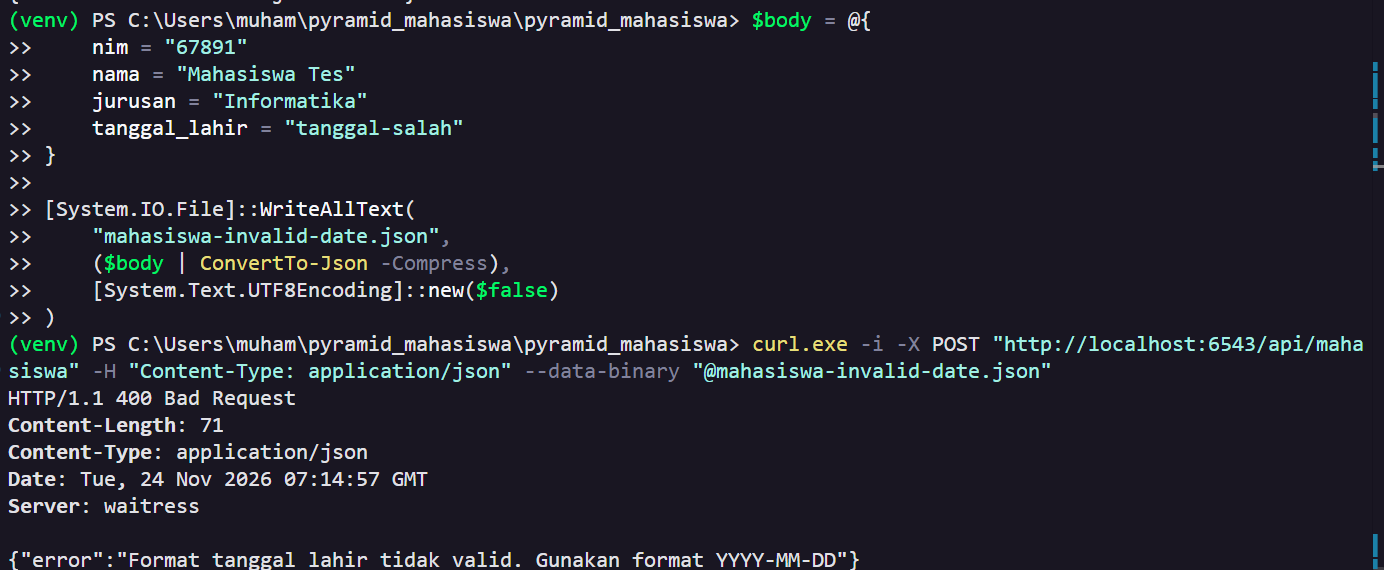 (venv) PS C:\Users\muham\pyramid_mahasiswa\pyramid_mahasiswa> $body = @{
>>     nim = "67891"
>>     nama = "Mahasiswa Tes"
>>     jurusan = "Informatika"
>>     tanggal_lahir = "tanggal-salah"
>> }
>>
>> [System.IO.File]::WriteAllText(
>>     "mahasiswa-invalid-date.json",
>>     ($body | ConvertTo-Json -Compress),
>>     [System.Text.UTF8Encoding]::new($false)
>> )
(venv) PS C:\Users\muham\pyramid_mahasiswa\pyramid_mahasiswa> curl.exe -i -X POST "http://localhost:6543/api/maha
siswa" -H "Content-Type: application/json" --data-binary "@mahasiswa-invalid-date.json"
HTTP/1.1 400 Bad Request
Content-Length: 71
Content-Type: application/json
Date: Tue, 24 Nov 2026 07:14:57 GMT
Server: waitress

{"error":"Format tanggal lahir tidak valid. Gunakan format YYYY-MM-DD"}